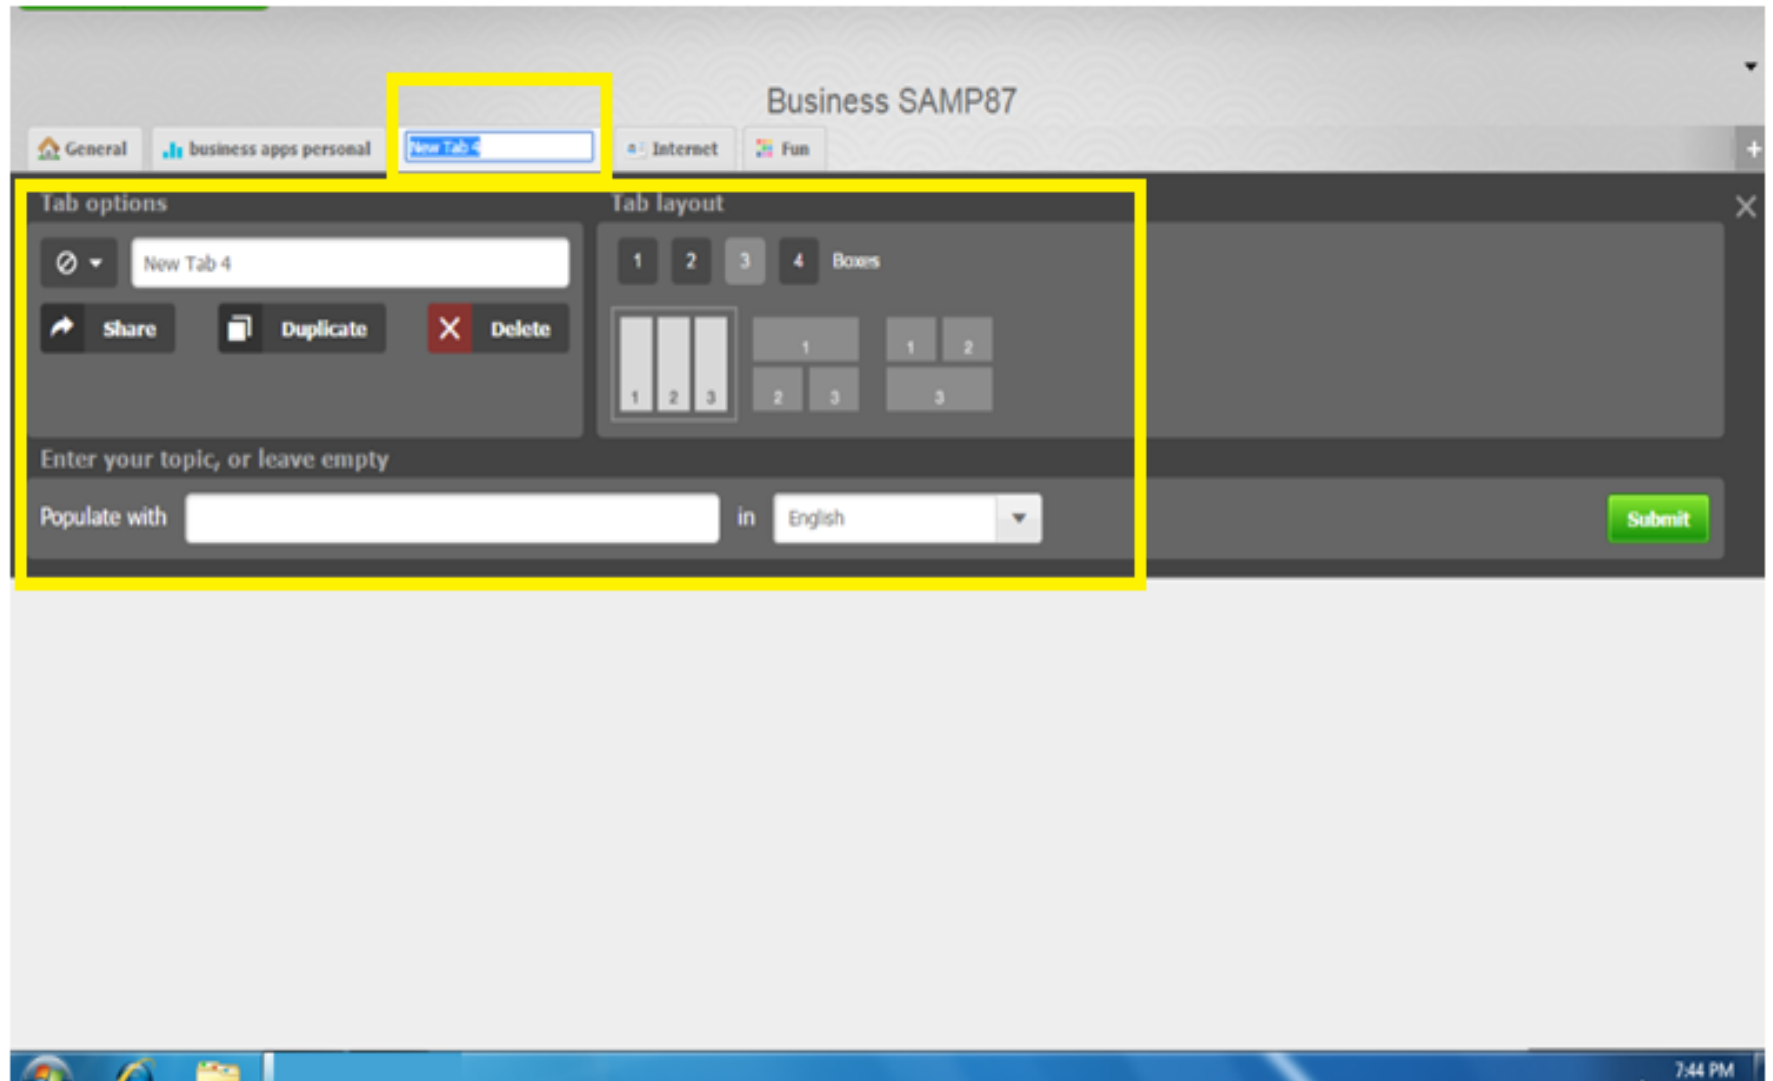 Business SAMP87
General business apps personal New Tab 4 Internet Fun +
Tab options Tab layout
New Tab 4 1 2 3 4 Boxes
Share Duplicate Delete
1 1 2
1 2 3 2 3 3
Enter your topic, or leave empty
Populate with in English Submit
7:44 PM